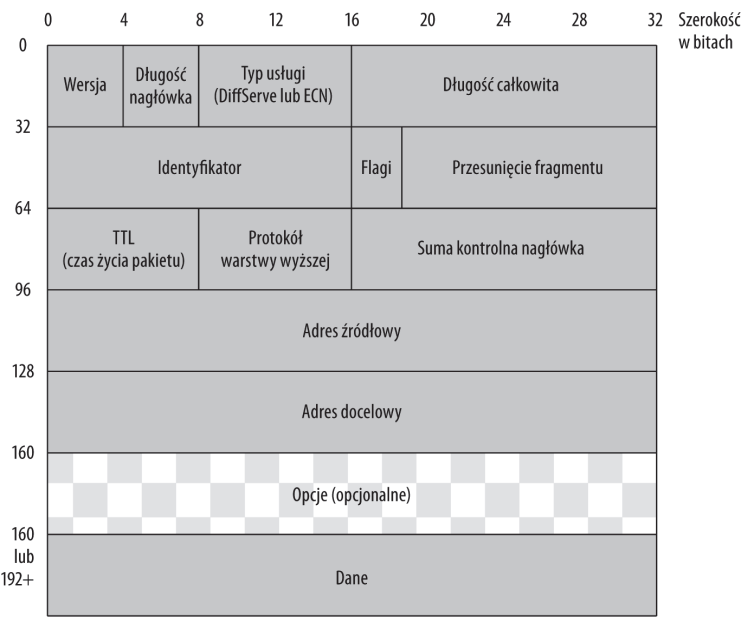 0 4 8 12 16 20 24 28 32 Szerokość
w bitach
0
Wersja
Długość
nagłówka
Typ usługi
(DiffServe lub ECN)
Długość całkowita
32
Identyfikator
Flagi
Przesunięcie fragmentu
64
TTL
(czas życia pakietu)
Protokół
warstwy wyższej
Suma kontrolna nagłówka
96
Adres źródłowy
128
Adres docelowy
160
Opcje (opcjonalne)
160
lub
192+
Dane